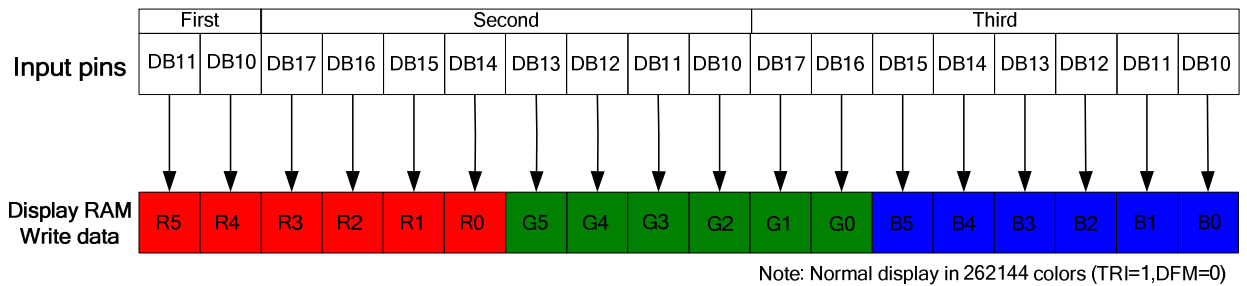 First Second Third
Input pins DB11 DB10 DB17 DB16 DB15 DB14 DB13 DB12 DB11 DB10 DB17 DB16 DB15 DB14 DB13 DB12 DB11 DB10
Display RAM
Write data
R5 R4 R3 R2 R1 R0 G5 G4 G3 G2 G1 G0 B5 B4 B3 B2 B1 B0
Note: Normal display in 262144 colors (TRI=1,DFM=0)